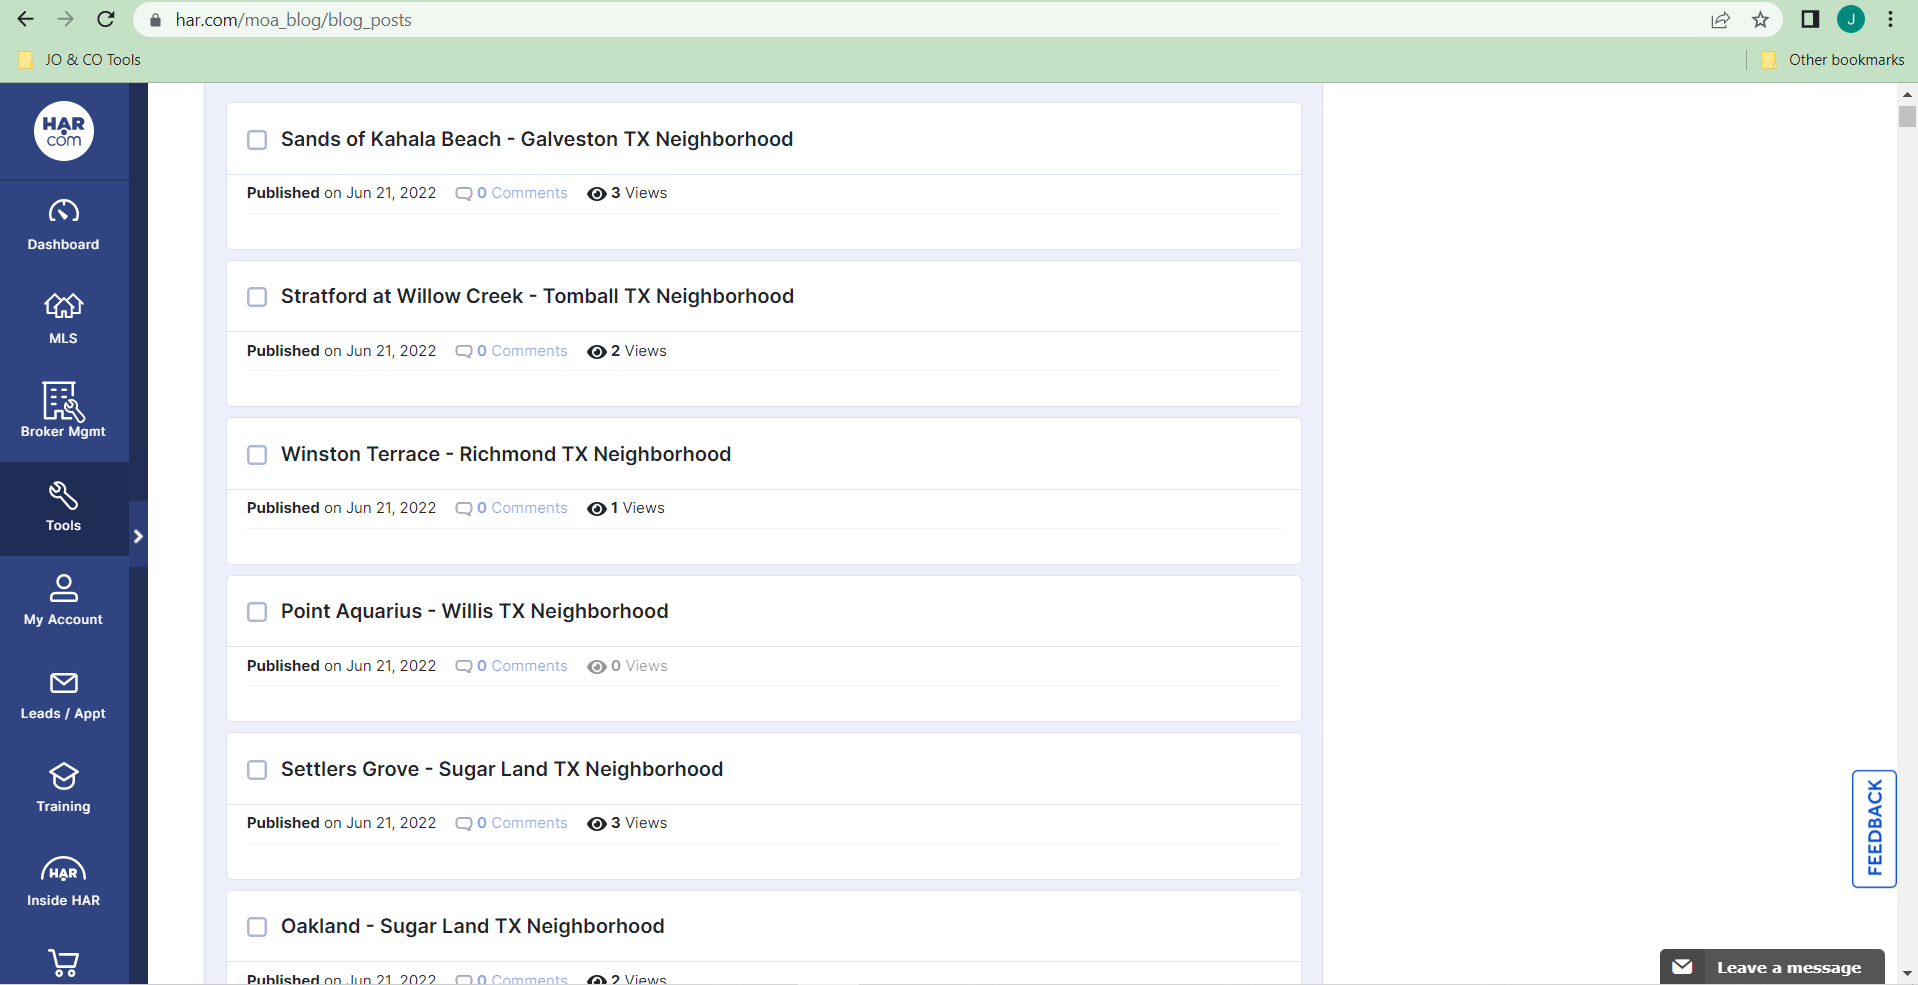 har.com/moa_blog/blog_posts
J
JO & CO Tools
Other bookmarks
HAR
com
Dashboard
MLS
Broker Mgmt
Tools
My Account
Leads / Appt
Training
HAR
Inside HAR
Sands of Kahala Beach - Galveston TX Neighborhood
Published on Jun 21, 2022 0 Comments 3 Views
Stratford at Willow Creek - Tomball TX Neighborhood
Published on Jun 21, 2022 0 Comments 2 Views
Winston Terrace - Richmond TX Neighborhood
Published on Jun 21, 2022 0 Comments 1 Views
Point Aquarius - Willis TX Neighborhood
Published on Jun 21, 2022 0 Comments 0 Views
Settlers Grove - Sugar Land TX Neighborhood
Published on Jun 21, 2022 0 Comments 3 Views
Oakland - Sugar Land TX Neighborhood
Published on Jun 21, 2022 0 Comments 2 Views
FEEDBACK
Leave a message